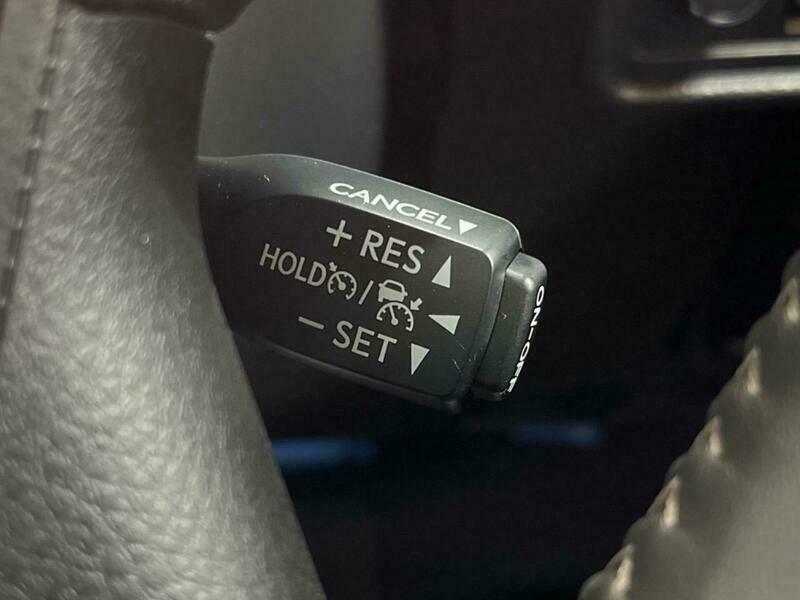 CANCEL▼
+ RES ▲
HOLD / ◄
− SET ▼
ON-OFF